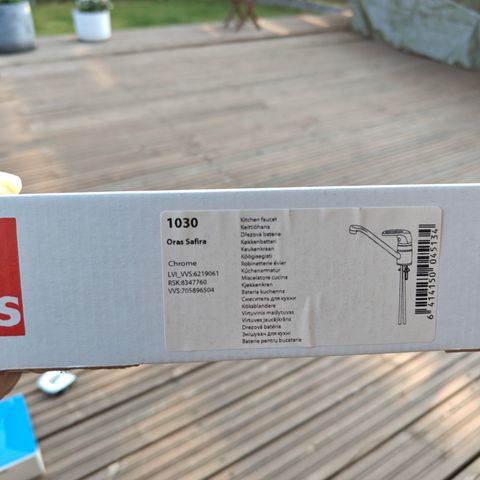 s
1030
Oras Safira
Chrome
LVI_VVS:6219061
RSK:8347760
VVS:705896504
Kitchen faucet
Keittiöhana
Dřezová baterie
Køkkenbatteri
Keukenkraan
Köögisegisti
Robinetterie évier
Küchenarmatur
Miscelatore cucina
Kjøkkenkran
Bateria kuchenna
Смеситель для кухни
Köksblandare
Virtuvinis maišytuvas
Virtuves jaucējkrāns
Drezová batéria
Змішувач для кухні
Baterie pentru bucatarie
6 414150 045134